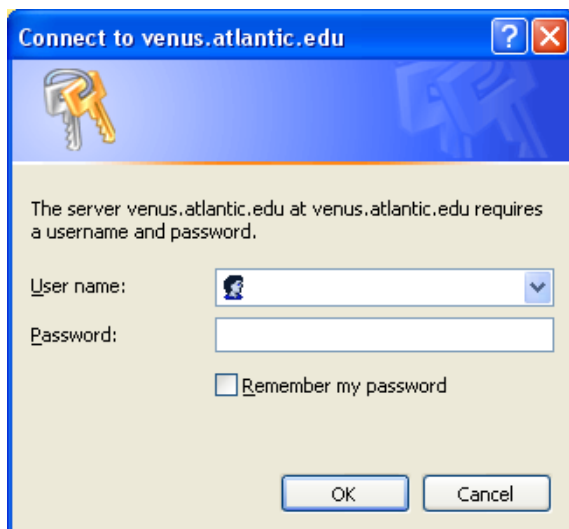 Connect to venus.atlantic.edu
The server venus.atlantic.edu at venus.atlantic.edu requires
a username and password.
User name:
Password:
Remember my password
OK Cancel